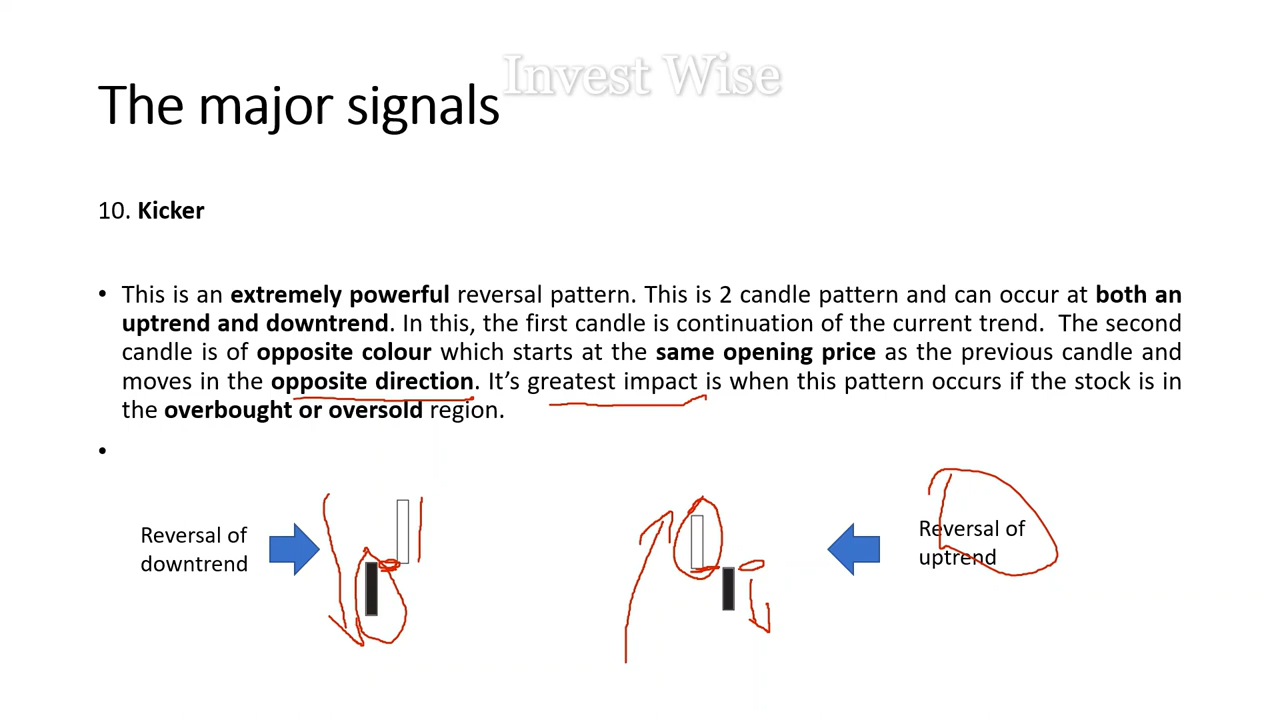 Invest Wise
The major signals
10. Kicker
• This is an extremely powerful reversal pattern. This is 2 candle pattern and can occur at both an
uptrend and downtrend. In this, the first candle is continuation of the current trend. The second
candle is of opposite colour which starts at the same opening price as the previous candle and
moves in the opposite direction. It’s greatest impact is when this pattern occurs if the stock is in
the overbought or oversold region.
•
Reversal of
downtrend
Reversal of
uptrend